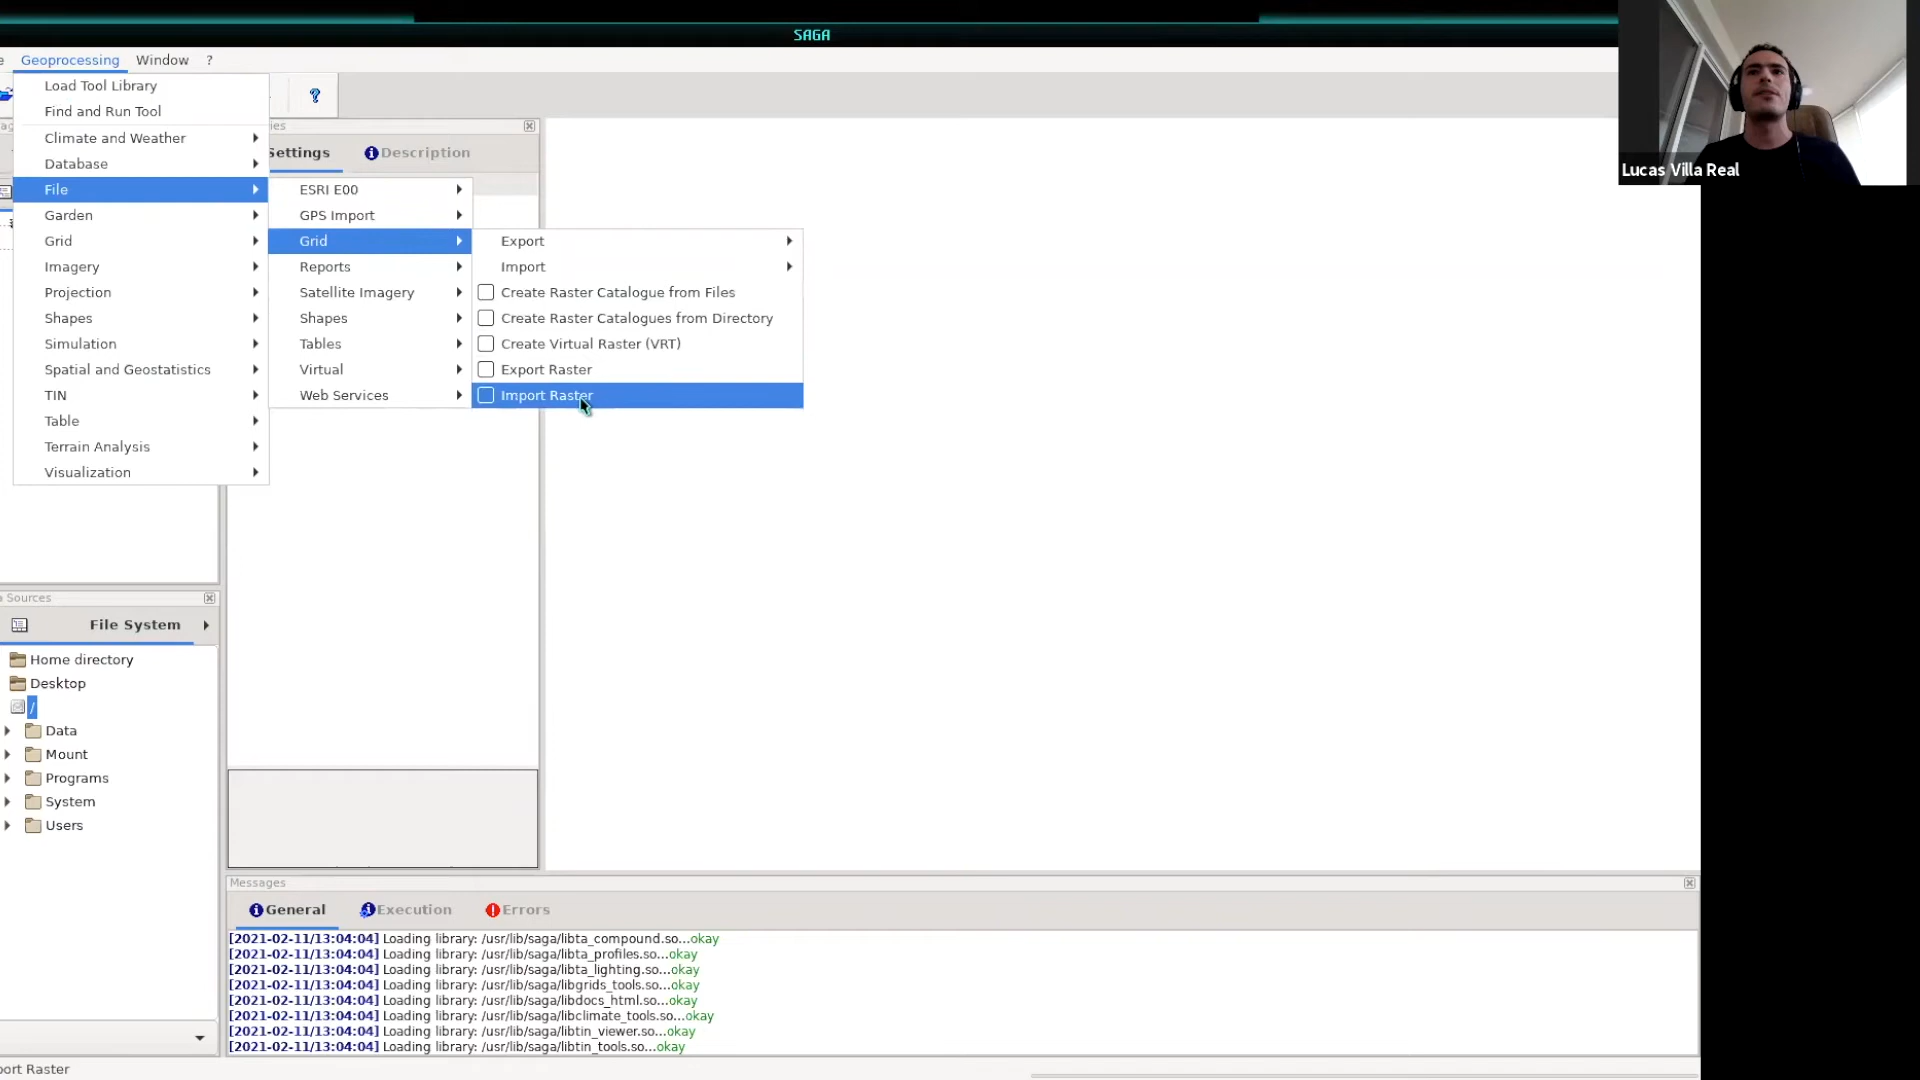 SAGA
Geoprocessing Window ?
Load Tool Library
Find and Run Tool
Climate and Weather
Database
File
Garden
Grid
Imagery
Projection
Shapes
Simulation
Spatial and Geostatistics
TIN
Table
Terrain Analysis
Visualization
Settings
Description
ESRI E00
GPS Import
Grid
Reports
Satellite Imagery
Shapes
Tables
Virtual
Web Services
Export
Import
Create Raster Catalogue from Files
Create Raster Catalogues from Directory
Create Virtual Raster (VRT)
Export Raster
Import Raster
Lucas Villa Real
Sources
File System
Home directory
Desktop
/
Data
Mount
Programs
System
Users
Messages
General Execution Errors
[2021-02-11/13:04:04] Loading library: /usr/lib/saga/libta_compound.so...okay
[2021-02-11/13:04:04] Loading library: /usr/lib/saga/libta_profiles.so...okay
[2021-02-11/13:04:04] Loading library: /usr/lib/saga/libta_lighting.so...okay
[2021-02-11/13:04:04] Loading library: /usr/lib/saga/libgrids_tools.so...okay
[2021-02-11/13:04:04] Loading library: /usr/lib/saga/libdocs_html.so...okay
[2021-02-11/13:04:04] Loading library: /usr/lib/saga/libclimate_tools.so...okay
[2021-02-11/13:04:04] Loading library: /usr/lib/saga/libtin_viewer.so...okay
[2021-02-11/13:04:04] Loading library: /usr/lib/saga/libtin_tools.so...okay
port Raster